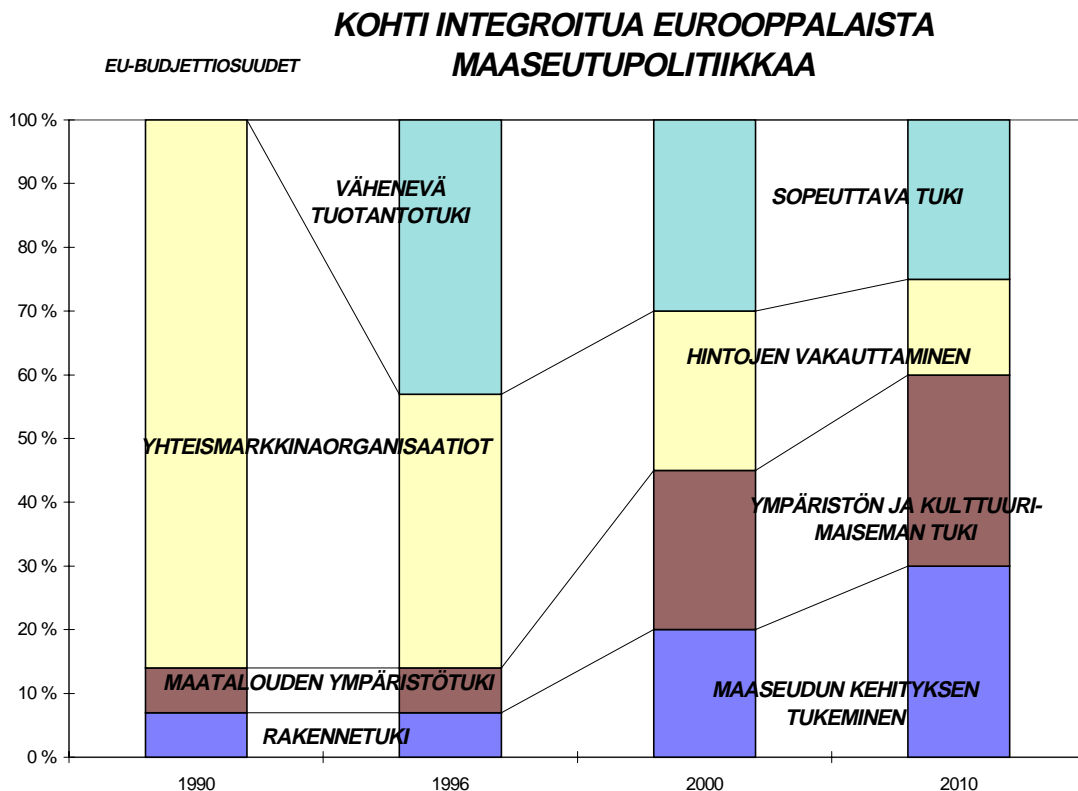 KOHTI INTEGROITUA EUROOPPALAISTA
MAASEUTUPOLITIIKKAA
EU-BUDJETTIOSUUDET
100 %
90 %
80 %
70 %
60 %
50 %
40 %
30 %
20 %
10 %
0 %
VÄHENEVÄ
TUOTANTOTUKI
SOPEUTTAVA TUKI
HINTOJEN VAKAUTTAMINEN
YHTEISMARKKINAORGANISAATIOT
YMPÄRISTÖN JA KULTTUURI-
MAISEMAN TUKI
MAATALOUDEN YMPÄRISTÖTUKI
MAASEUDUN KEHITYKSEN
TUKEMINEN
RAKENNETUKI
1990
1996
2000
2010